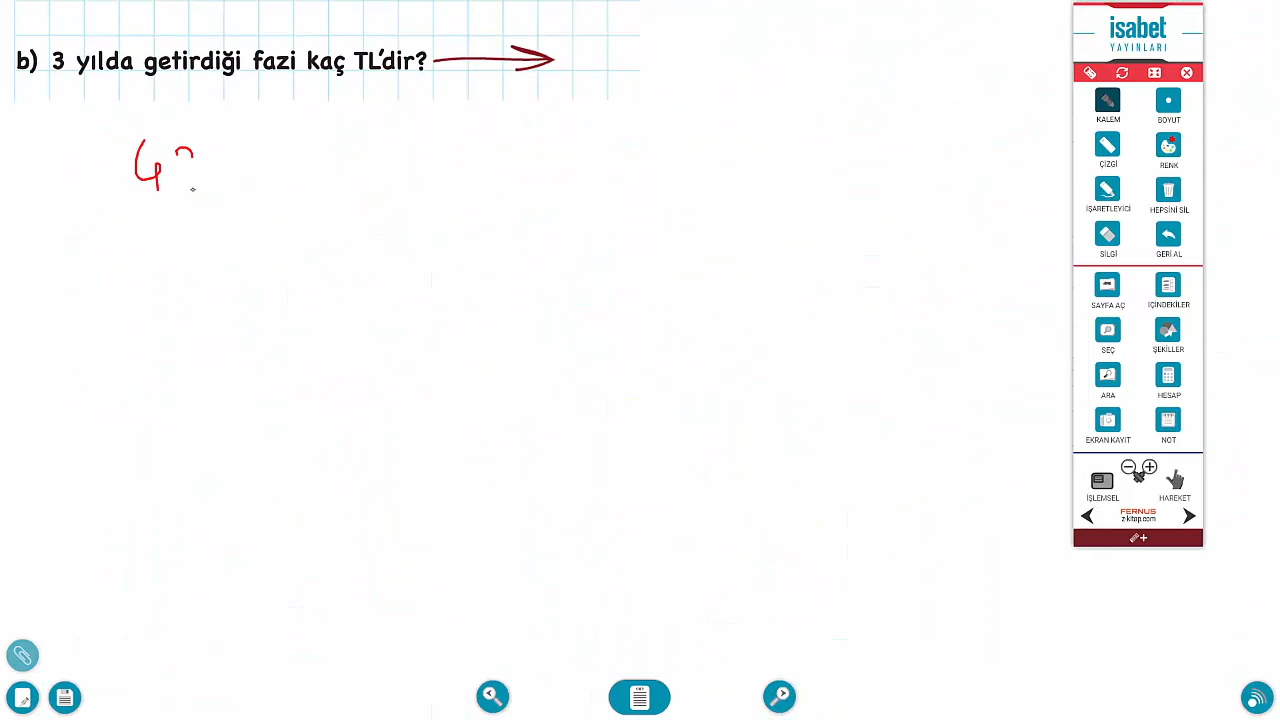 b) 3 yılda getirdiği fazi kaç TL'dir?
4
isabet
YAYINLARI
KALEM
BOYUT
ÇİZGİ
RENK
İŞARETLEYİCİ
HEPSİNİ SİL
SİLGİ
GERİ AL
SAYFA AÇ
İÇİNDEKİLER
SEÇ
ŞEKİLLER
ARA
HESAP
EKRAN KAYIT
NOT
İŞLEMSEL
HAREKET
FERNUS
z-kitap.com